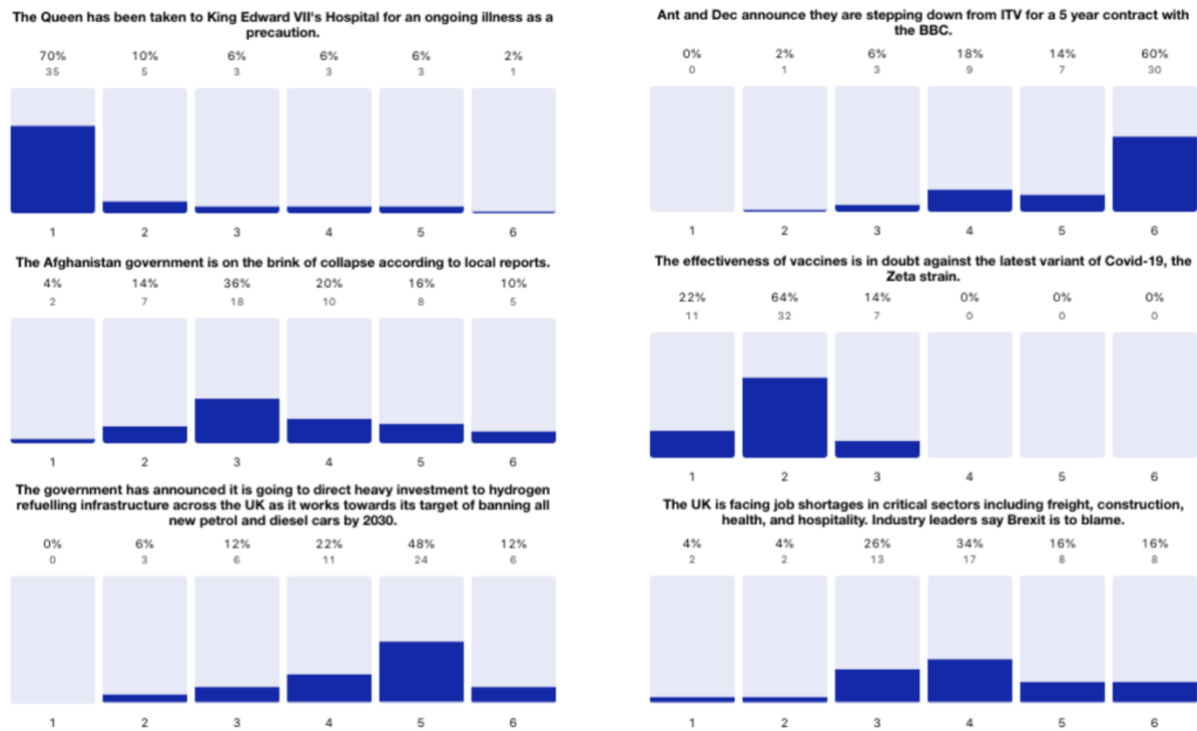 The Queen has been taken to King Edward VII's Hospital for an ongoing illness as a
precaution.
70% 10% 6% 6% 6% 2%
35 5 3 3 3 1
1 2 3 4 5 6
Ant and Dec announce they are stepping down from ITV for a 5 year contract with
the BBC.
0% 2% 6% 18% 14% 60%
0 1 3 9 7 30
1 2 3 4 5 6
The Afghanistan government is on the brink of collapse according to local reports.
4% 14% 36% 20% 16% 10%
2 7 18 10 8 5
1 2 3 4 5 6
The effectiveness of vaccines is in doubt against the latest variant of Covid-19, the
Zeta strain.
22% 64% 14% 0% 0% 0%
11 32 7 0 0 0
1 2 3 4 5 6
The government has announced it is going to direct heavy investment to hydrogen
refuelling infrastructure across the UK as it works towards its target of banning all
new petrol and diesel cars by 2030.
0% 6% 12% 22% 48% 12%
0 3 6 11 24 6
1 2 3 4 5 6
The UK is facing job shortages in critical sectors including freight, construction,
health, and hospitality. Industry leaders say Brexit is to blame.
4% 4% 26% 34% 16% 16%
2 2 13 17 8 8
1 2 3 4 5 6